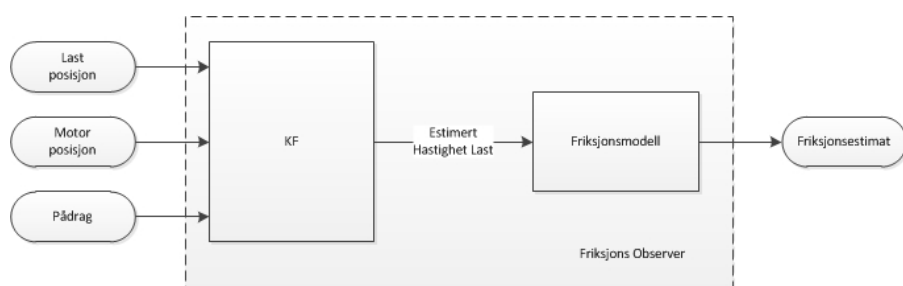 Last
posisjon
Motor
posisjon
Pådrag
KF
Estimert
Hastighet Last
Friksjonsmodell
Friksjonsestimat
Friksjons Observer